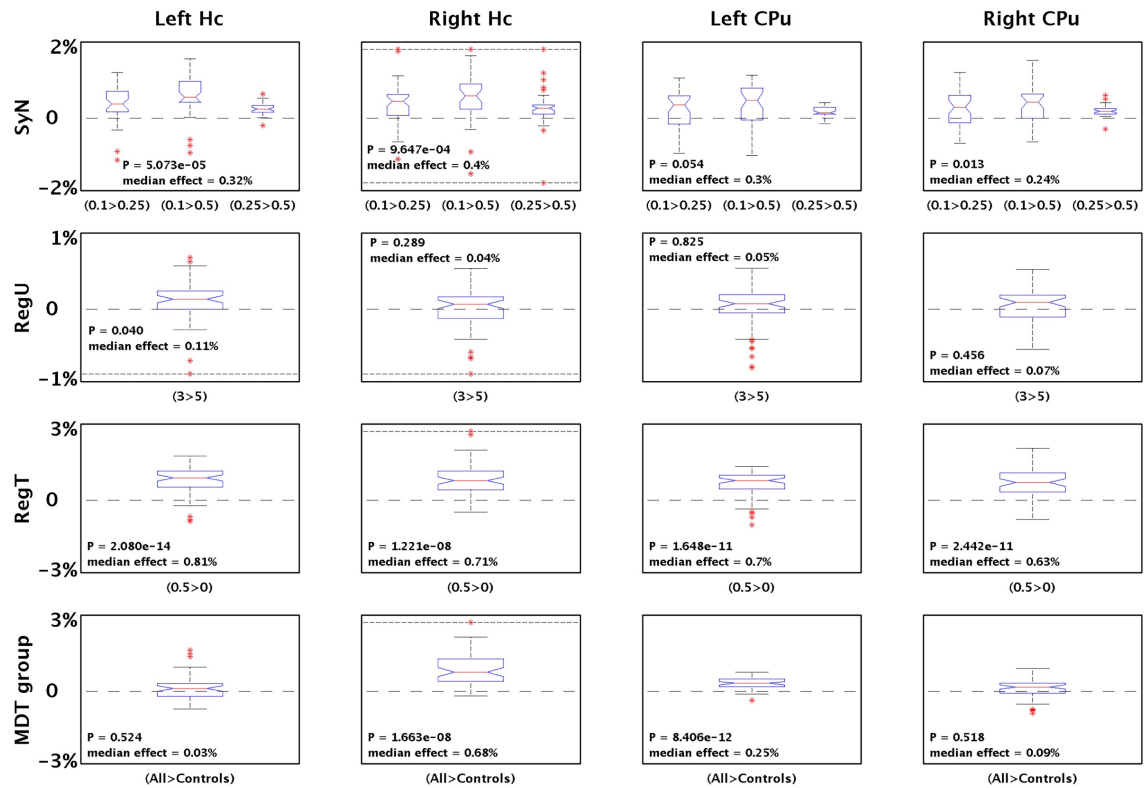 Left Hc Right Hc Left CPu Right CPu
SyN
2%
0
−2%
P = 5.073e−05
median effect = 0.32%
(0.1>0.25) (0.1>0.5) (0.25>0.5)
P = 9.647e−04
median effect = 0.4%
(0.1>0.25) (0.1>0.5) (0.25>0.5)
P = 0.054
median effect = 0.3%
(0.1>0.25) (0.1>0.5) (0.25>0.5)
P = 0.013
median effect = 0.24%
(0.1>0.25) (0.1>0.5) (0.25>0.5)
RegU
1%
0
−1%
P = 0.040
median effect = 0.11%
(3>5)
P = 0.289
median effect = 0.04%
(3>5)
P = 0.825
median effect = 0.05%
(3>5)
P = 0.456
median effect = 0.07%
(3>5)
RegT
3%
0
−3%
P = 2.080e−14
median effect = 0.81%
(0.5>0)
P = 1.221e−08
median effect = 0.71%
(0.5>0)
P = 1.648e−11
median effect = 0.7%
(0.5>0)
P = 2.442e−11
median effect = 0.63%
(0.5>0)
MDT group
3%
0
−3%
P = 0.524
median effect = 0.03%
(All>Controls)
P = 1.663e−08
median effect = 0.68%
(All>Controls)
P = 8.406e−12
median effect = 0.25%
(All>Controls)
P = 0.518
median effect = 0.09%
(All>Controls)